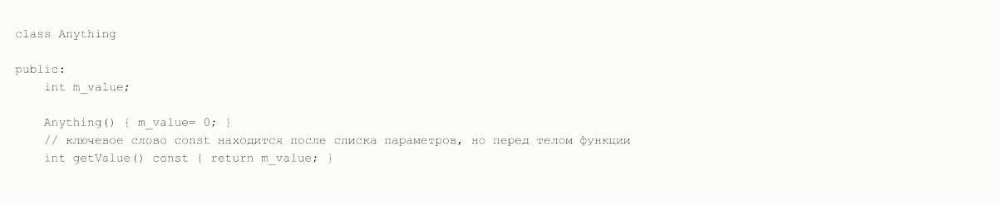 class Anything
public:
    int m_value;
    Anything() { m_value= 0; }
    // ключевое слово const находится после списка параметров, но перед телом функции
    int getValue() const { return m_value; }